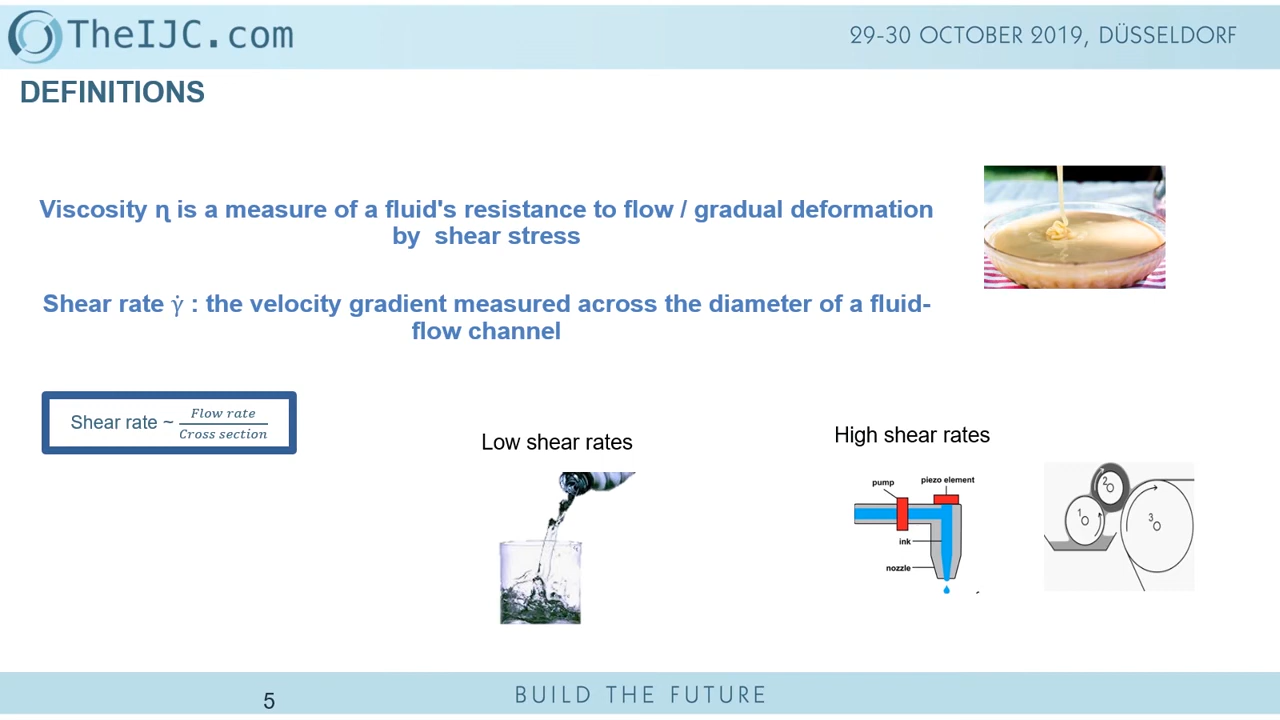 TheIJC.com
29-30 OCTOBER 2019, DÜSSELDORF
DEFINITIONS
Viscosity η is a measure of a fluid's resistance to flow / gradual deformation
by  shear stress
Shear rate γ̇ : the velocity gradient measured across the diameter of a fluid-
flow channel
Shear rate ~ Flow rate / Cross section
Low shear rates
High shear rates
pump
piezo element
ink
nozzle
1
2
3
5
BUILD THE FUTURE